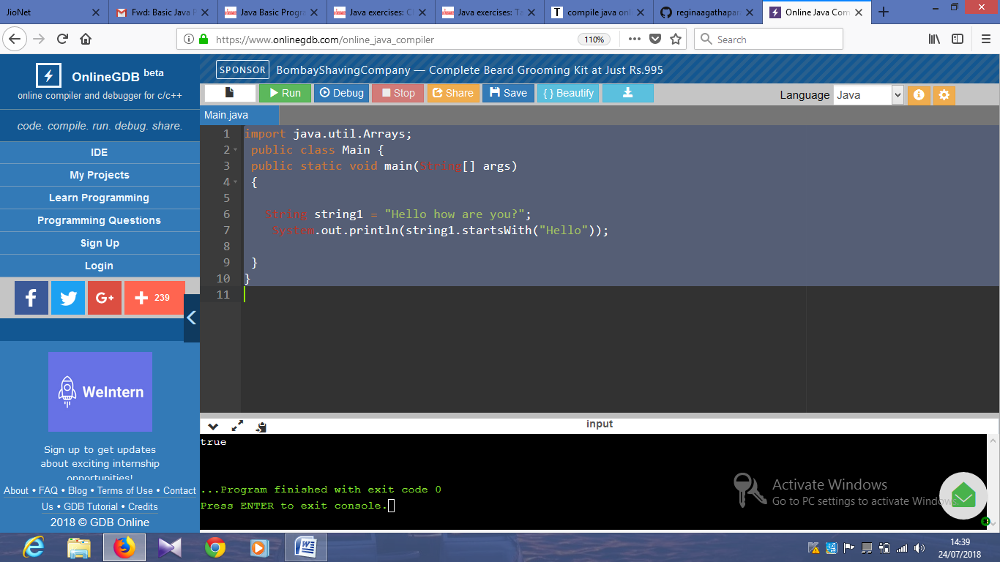 JioNet
Fwd: Basic Java P
Java Basic Progra
Java exercises: Ch
Java exercises: Ta
compile java onli
reginaagathapar
Online Java Com
https://www.onlinegdb.com/online_java_compiler
110%
Search
OnlineGDB beta
online compiler and debugger for c/c++
code. compile. run. debug. share.
IDE
My Projects
Learn Programming
Programming Questions
Sign Up
Login
239
WeIntern
Sign up to get updates
about exciting internship
opportunities!
About • FAQ • Blog • Terms of Use • Contact
Us • GDB Tutorial • Credits
2018 © GDB Online
SPONSOR BombayShavingCompany — Complete Beard Grooming Kit at Just Rs.995
Run Debug Stop Share Save { } Beautify
Language Java
Main.java
1 import java.util.Arrays;
2 public class Main {
3 public static void main(String[] args)
4 {
5
6 String string1 = "Hello how are you?";
7 System.out.println(string1.startsWith("Hello"));
8
9 }
10 }
11
input
true
...Program finished with exit code 0
Press ENTER to exit console.
Activate Windows
Go to PC settings to activate Windows.
14:39
24/07/2018